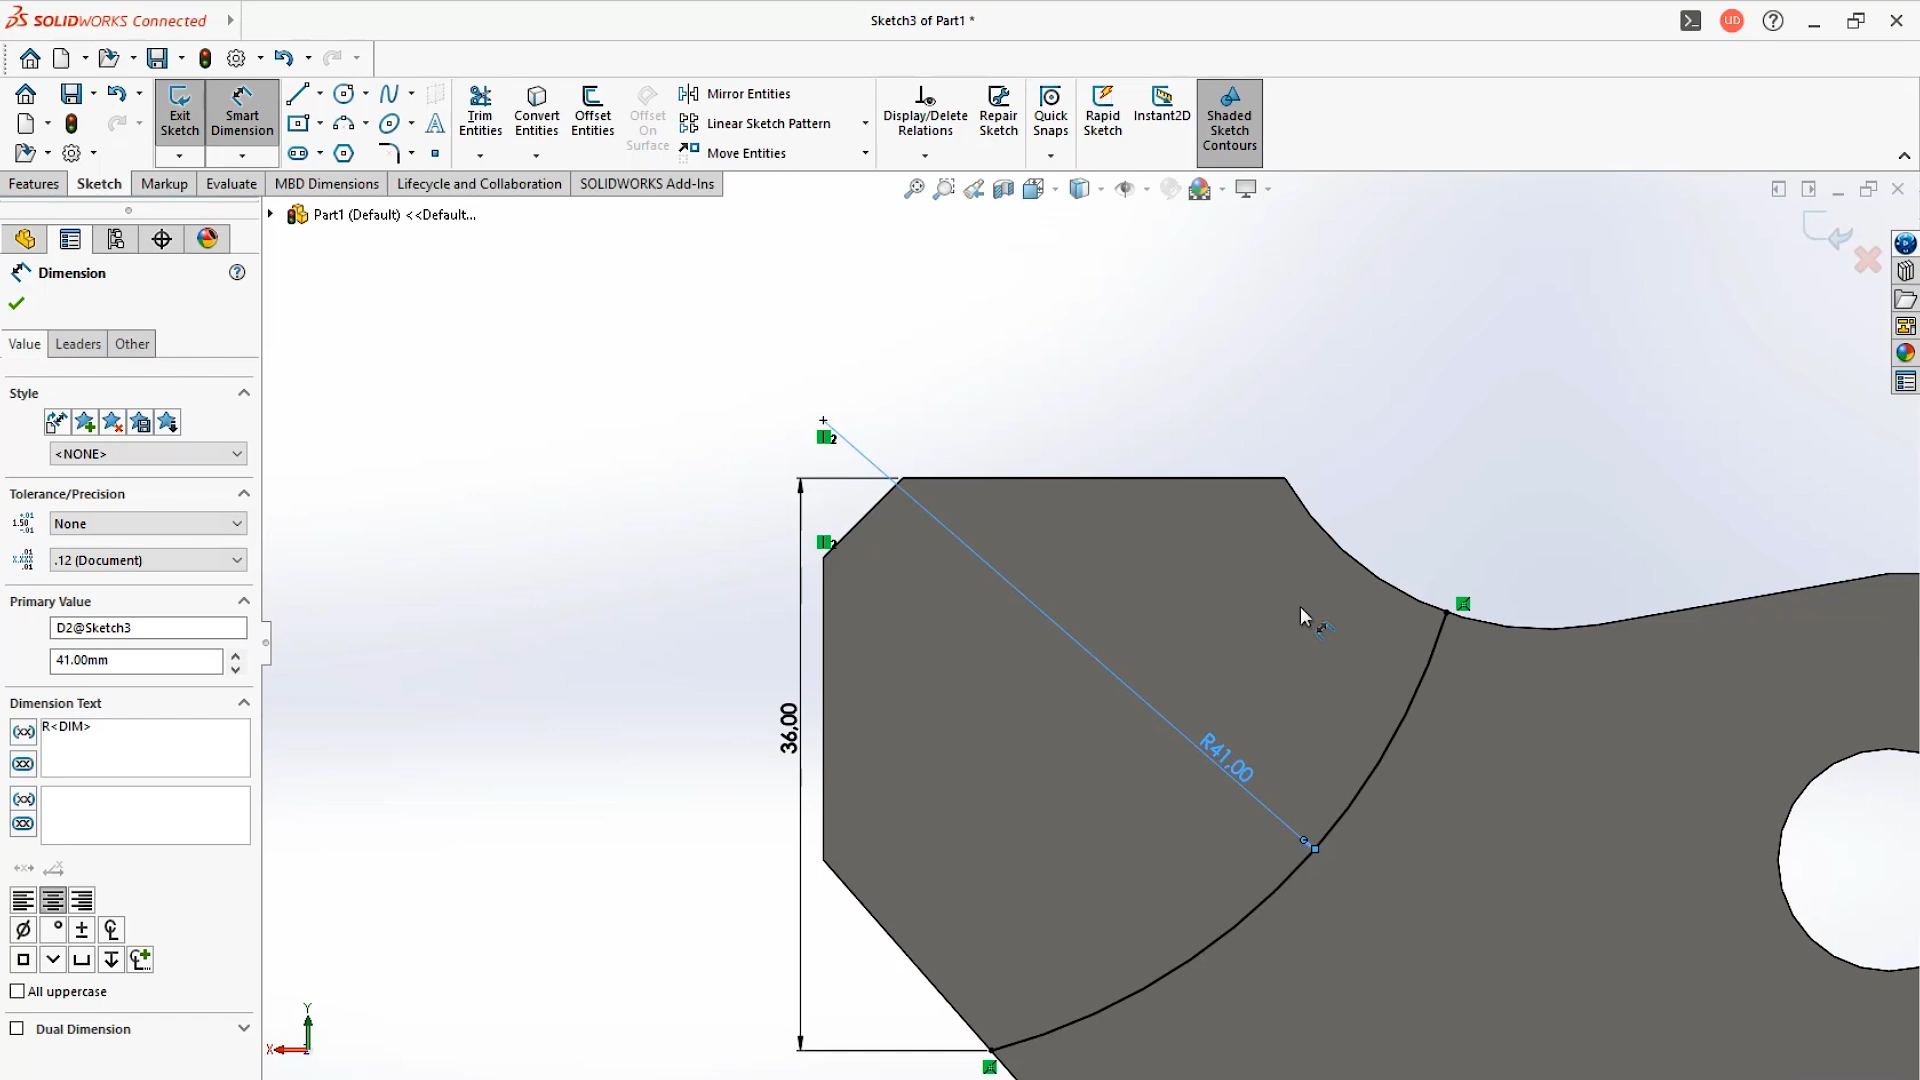 SOLIDWORKS Connected
Sketch3 of Part1 *
UD
Exit Sketch
Smart Dimension
Trim Entities
Convert Entities
Offset Entities
Offset On Surface
Mirror Entities
Linear Sketch Pattern
Move Entities
Display/Delete Relations
Repair Sketch
Quick Snaps
Rapid Sketch
Instant2D
Shaded Sketch Contours
Features
Sketch
Markup
Evaluate
MBD Dimensions
Lifecycle and Collaboration
SOLIDWORKS Add-Ins
Part1 (Default) <<Default...
Dimension
Value
Leaders
Other
Style
<NONE>
Tolerance/Precision
None
.12 (Document)
Primary Value
D2@Sketch3
41.00mm
Dimension Text
R<DIM>
All uppercase
Dual Dimension
2
2
36,00
R41,00
Y
X